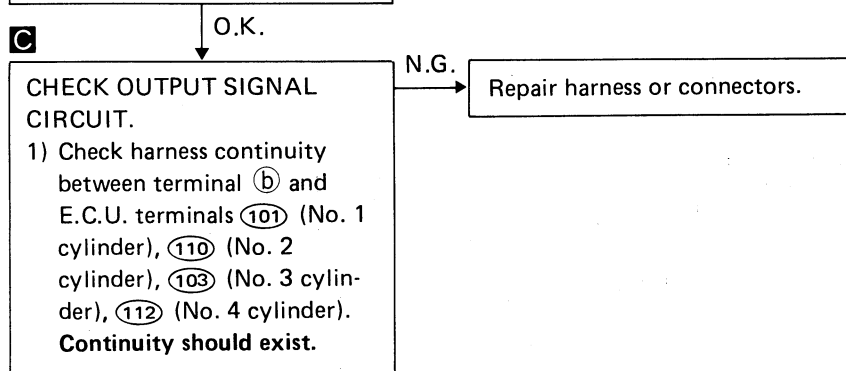 O.K.
C
N.G.
CHECK OUTPUT SIGNAL
CIRCUIT.
1) Check harness continuity
between terminal ⓑ and
E.C.U. terminals 101 (No. 1
cylinder), 110 (No. 2
cylinder), 103 (No. 3 cylin-
der), 112 (No. 4 cylinder).
Continuity should exist.
Repair harness or connectors.